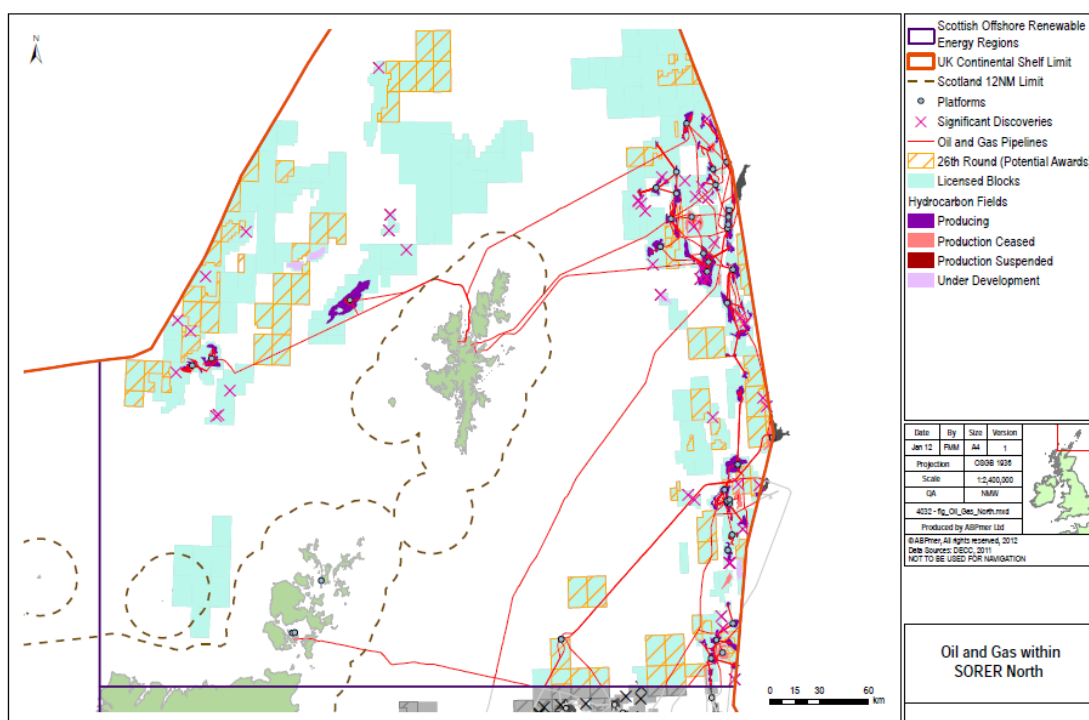 N
Scottish Offshore Renewable
Energy Regions
UK Continental Shelf Limit
Scotland 12NM Limit
Platforms
Significant Discoveries
Oil and Gas Pipelines
26th Round (Potential Awards)
Licensed Blocks
Hydrocarbon Fields
Producing
Production Ceased
Production Suspended
Under Development
Date By Size Version
Jan 12 FMM A4 1
Projection OSGB 1936
Scale 1:2,400,000
QA NMW
4032 - fig_Oil_Gas_North.mxd
Produced by ABPmer Ltd
©ABPmer, All rights reserved, 2012
Data Sources: DECC, 2011
NOT TO BE USED FOR NAVIGATION
Oil and Gas within
SORER North
0 15 30 60
km